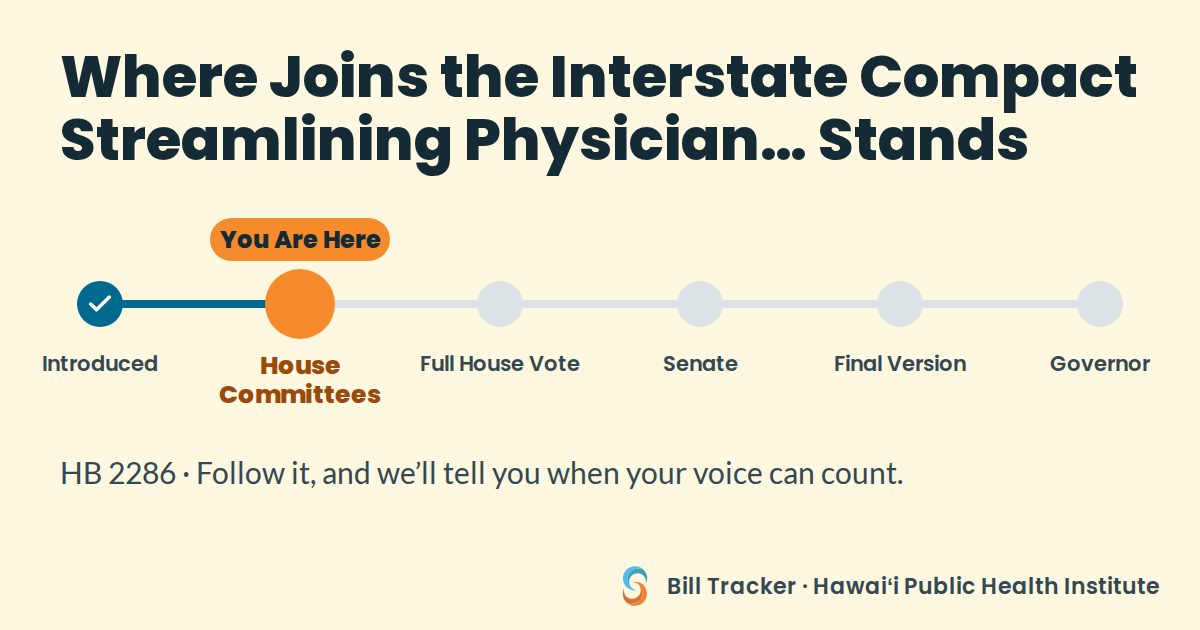 Where Joins the Interstate Compact
Streamlining Physician... Stands
You Are Here
Introduced
House
Committees
Full House Vote
Senate
Final Version
Governor
HB 2286 · Follow it, and we’ll tell you when your voice can count.
Bill Tracker · Hawaiʻi Public Health Institute